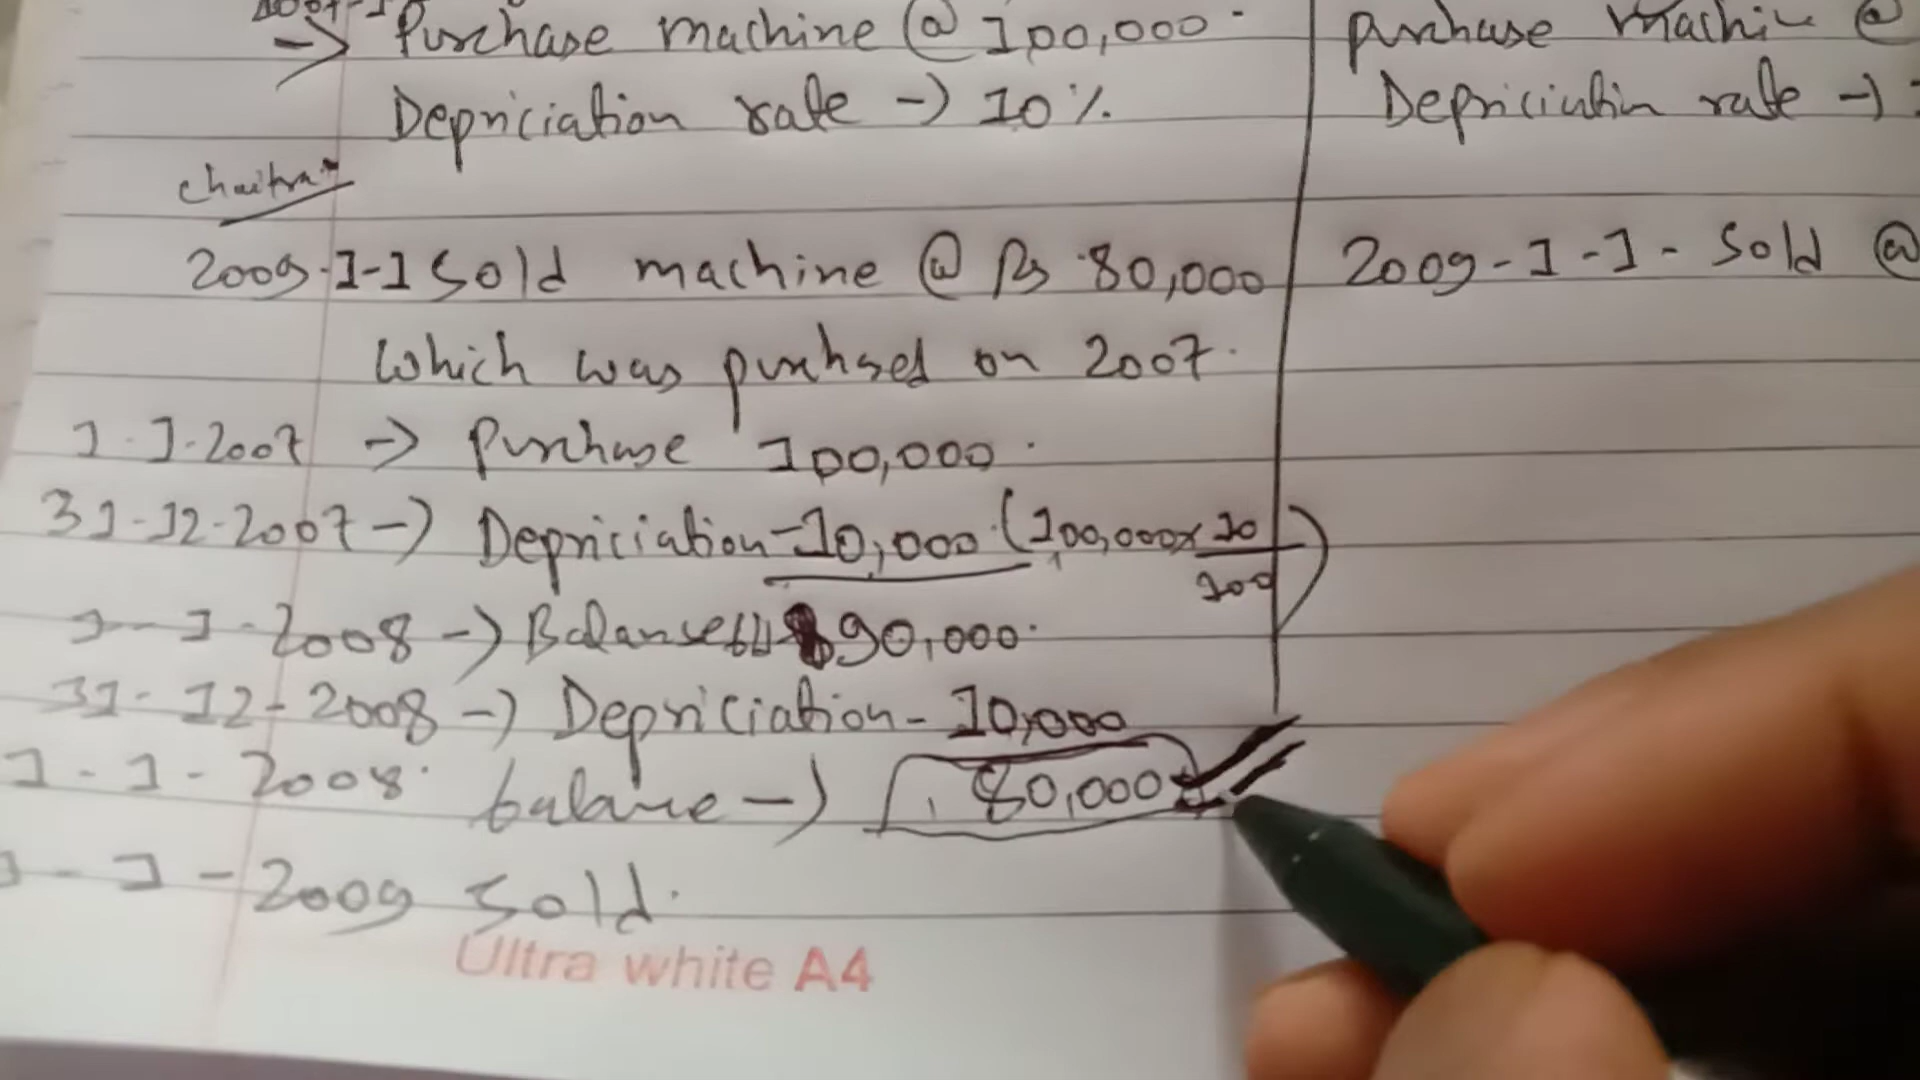 -> Purchase machine @ 100,000.
Depriciation rate -> 10%
Chaitra
2009-1-1 Sold machine @ Rs 80,000
which was purhased on 2007.
1-1-2007 -> Purchase 100,000.
31-12-2007 -> Depriciation - 10,000 (100,000 x 10/100)
1-1-2008 -> Balance 90,000.
31-12-2008 -> Depriciation - 10,000
1-1-2008. balance -> 80,000
1-1-2009 Sold.
Ultra white A4
purchase machin @
Depriciation rate ->
2009-1-1- Sold @